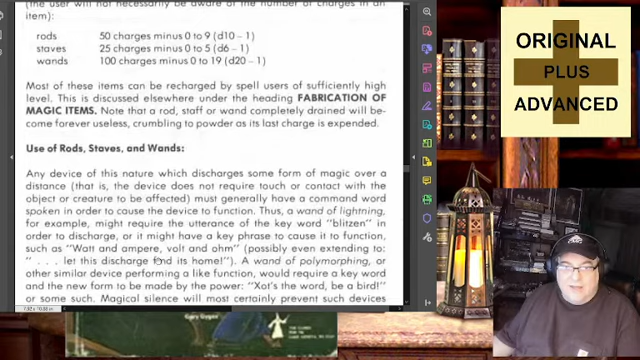 (the user will not necessarily be aware of the number of charges in an
item):
rods 50 charges minus 0 to 9 (d10 – 1)
staves 25 charges minus 0 to 5 (d6 – 1)
wands 100 charges minus 0 to 19 (d20 – 1)
Most of these items can be recharged by spell users of sufficiently high
level. This is discussed elsewhere under the heading FABRICATION OF
MAGIC ITEMS. Note that a rod, staff or wand completely drained will be-
come forever useless, crumbling to powder as its last charge is expended.
Use of Rods, Staves, and Wands:
Any device of this nature which discharges some form of magic over a
distance (that is, the device does not require touch or contact with the
object or creature to be affected) must generally have a command word
spoken in order to cause the device to function. Thus, a wand of lightning,
for example, might require the utterance of the key word "blitzen" in
order to discharge, or it might have a key phrase to cause it to function,
such as "Watt and ampere, volt and ohm" (possibly even extending to:
". . . let this discharge find its home!"). A wand of polymorphing, or
other similar device performing a like function, would require a key word
and the new form to be made by the power: "Xot's the word, be a bird!"
or some such. Magical silence will most certainly prevent such devices
ORIGINAL
PLUS
ADVANCED
Gary Gygax